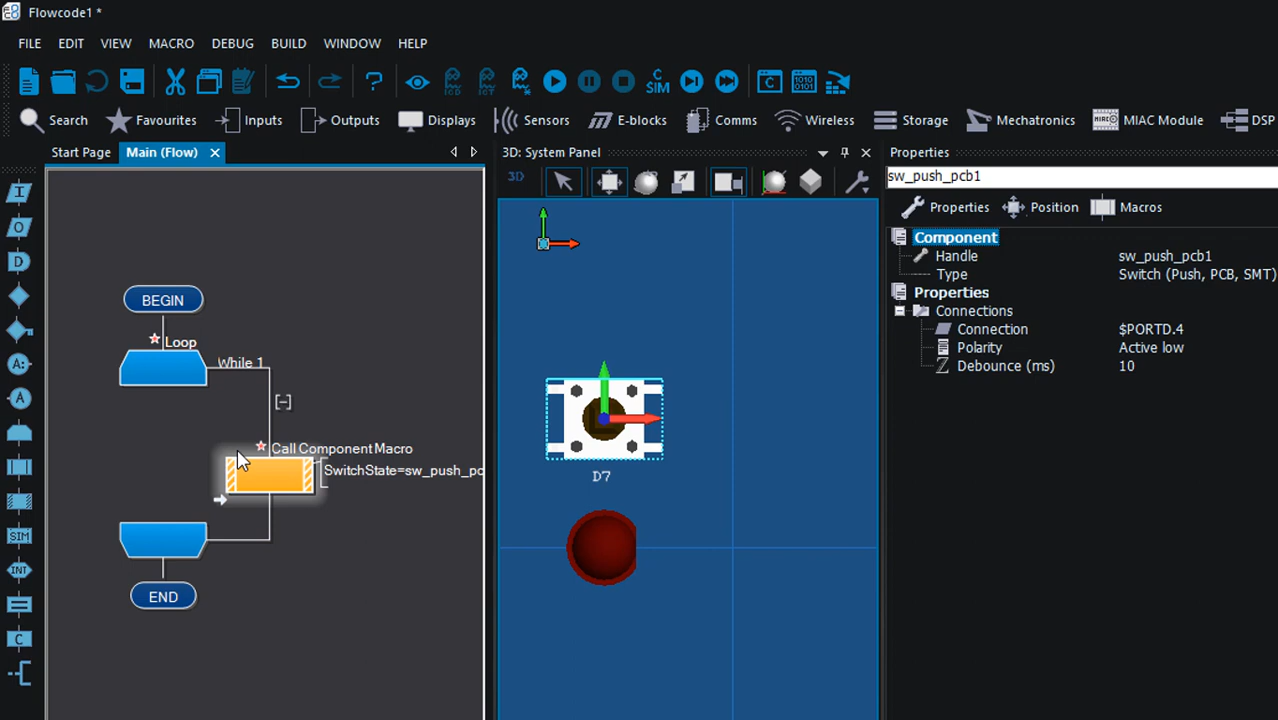 Flowcode1 *
FILE EDIT VIEW MACRO DEBUG BUILD WINDOW HELP
C SIM
Search Favourites Inputs Outputs Displays Sensors E-blocks Comms Wireless Storage Mechatronics MIAC Module DSP
Start Page Main (Flow)
3D: System Panel
Properties
sw_push_pcb1
Properties Position Macros
Component
Handle sw_push_pcb1
Type Switch (Push, PCB, SMT)
Properties
Connections
Connection $PORTD.4
Polarity Active low
Debounce (ms) 10
BEGIN
Loop
While 1
Call Component Macro
SwitchState=sw_push_pc
END
D7
I
O
D
A:
A
SIM
INT
C